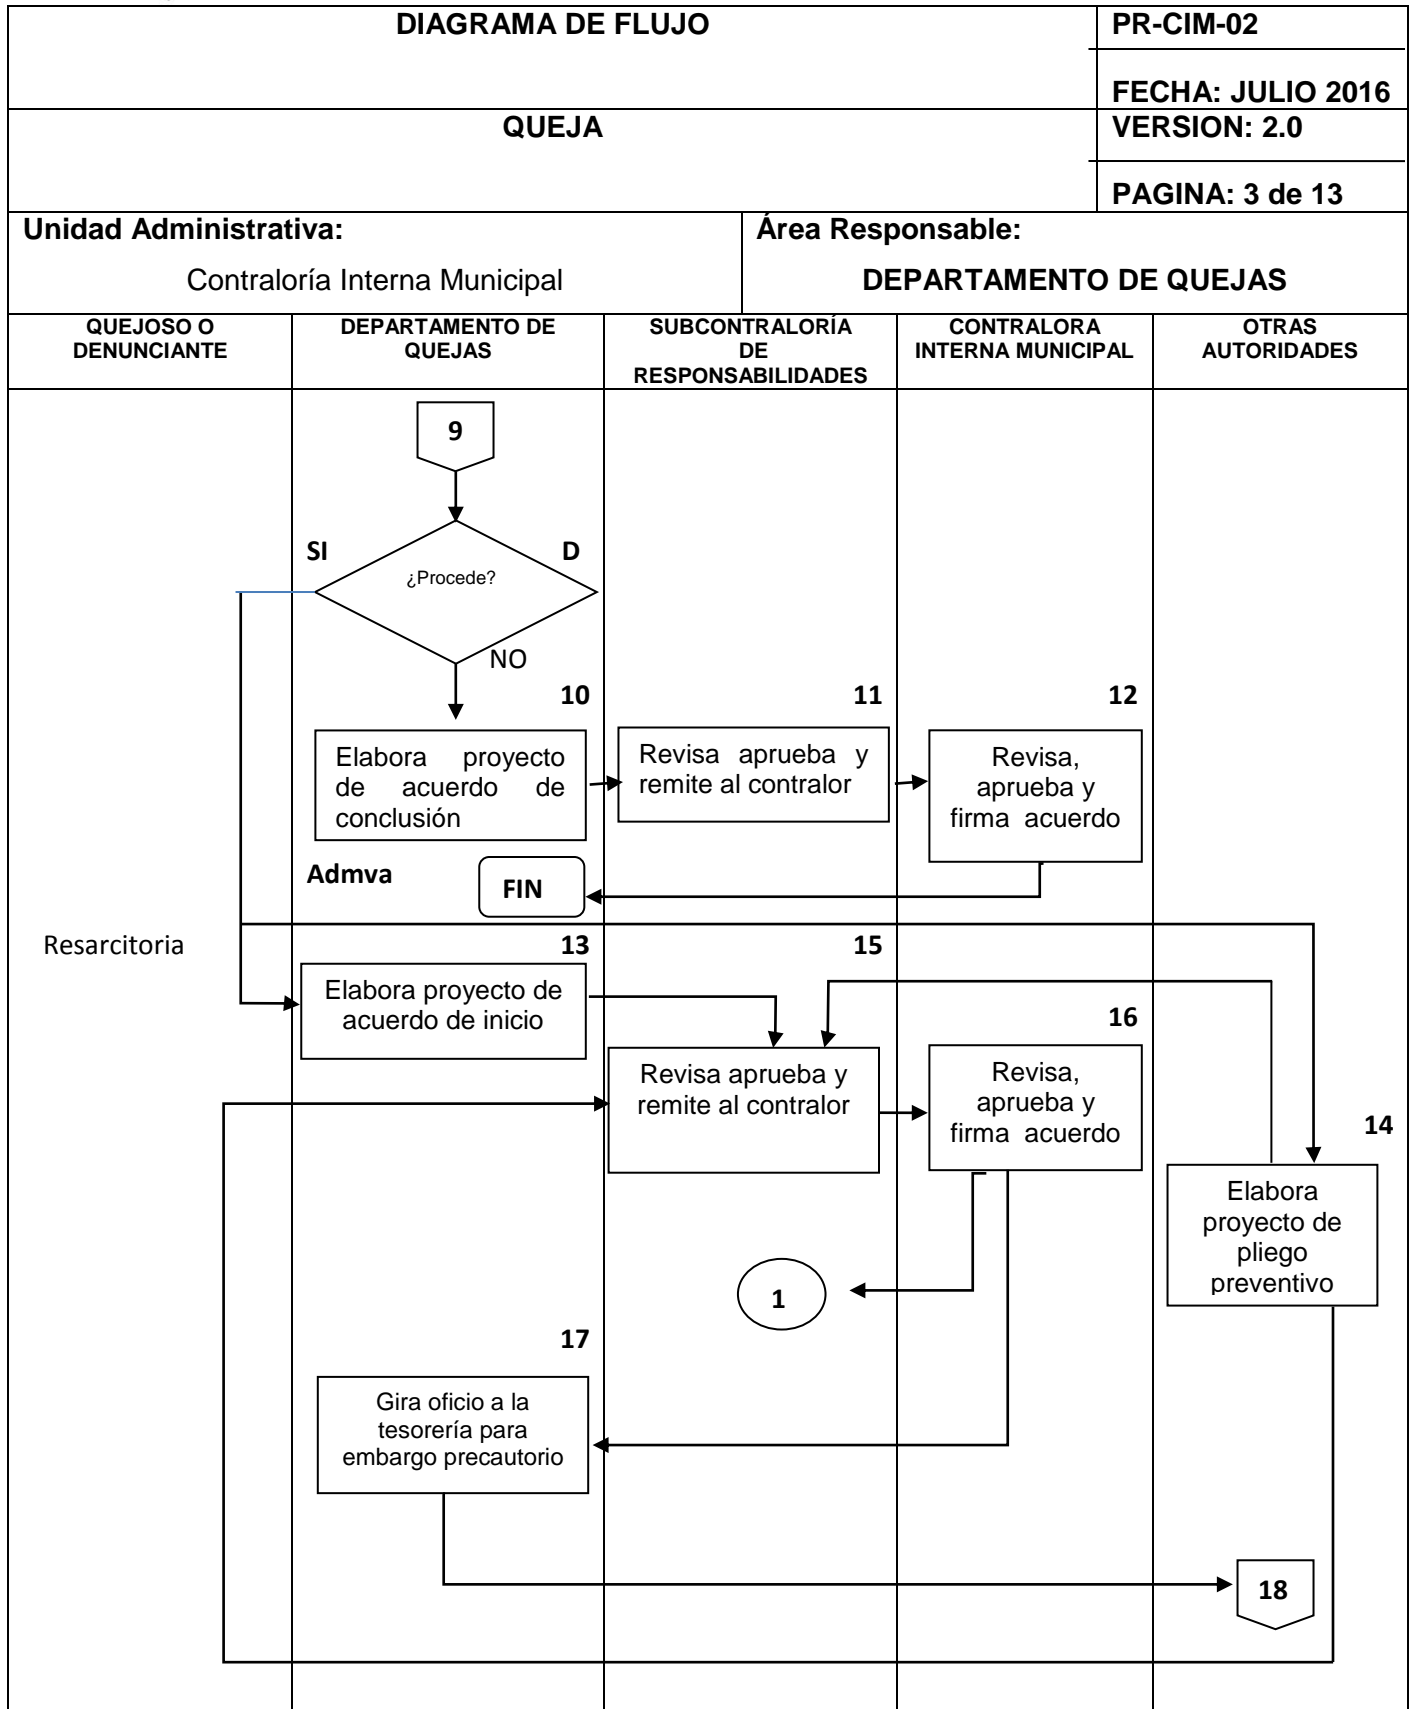 DIAGRAMA DE FLUJO
PR-CIM-02
FECHA: JULIO 2016
QUEJA
VERSION: 2.0
PAGINA: 3 de 13
Unidad Administrativa:
Contraloría Interna Municipal
Área Responsable:
DEPARTAMENTO DE QUEJAS
QUEJOSO O
DENUNCIANTE
DEPARTAMENTO DE
QUEJAS
SUBCONTRALORÍA
DE
RESPONSABILIDADES
CONTRALORA
INTERNA MUNICIPAL
OTRAS
AUTORIDADES
9
SI
D
¿Procede?
NO
10
11
12
Elabora proyecto
de acuerdo de
conclusión
Revisa aprueba y
remite al contralor
Revisa,
aprueba y
firma acuerdo
Admva
FIN
Resarcitoria
13
15
Elabora proyecto de
acuerdo de inicio
16
Revisa aprueba y
remite al contralor
Revisa,
aprueba y
firma acuerdo
14
Elabora
proyecto de
pliego
preventivo
1
17
Gira oficio a la
tesorería para
embargo precautorio
18